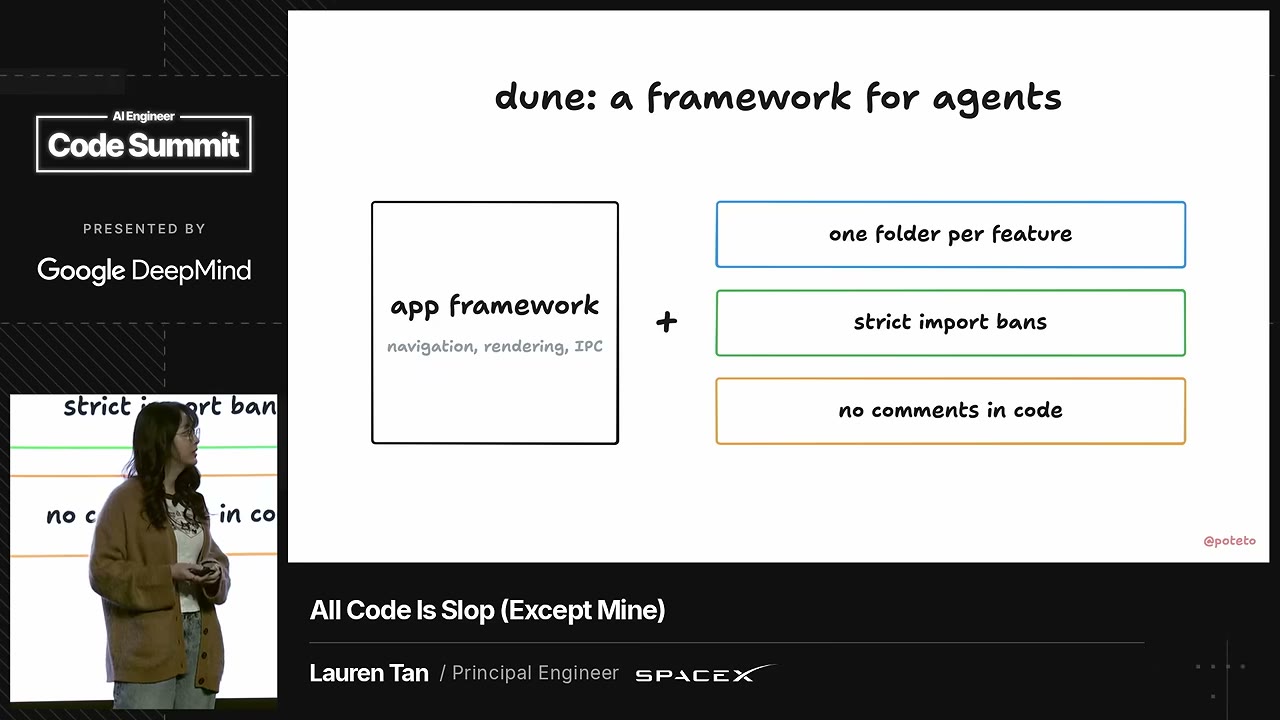 AI Engineer
Code Summit
PRESENTED BY
Google DeepMind
dune: a framework for agents
app framework
navigation, rendering, IPC
+
one folder per feature
strict import bans
no comments in code
@poteto
strict import ban
no c in co
All Code Is Slop (Except Mine)
Lauren Tan / Principal Engineer SPACEX